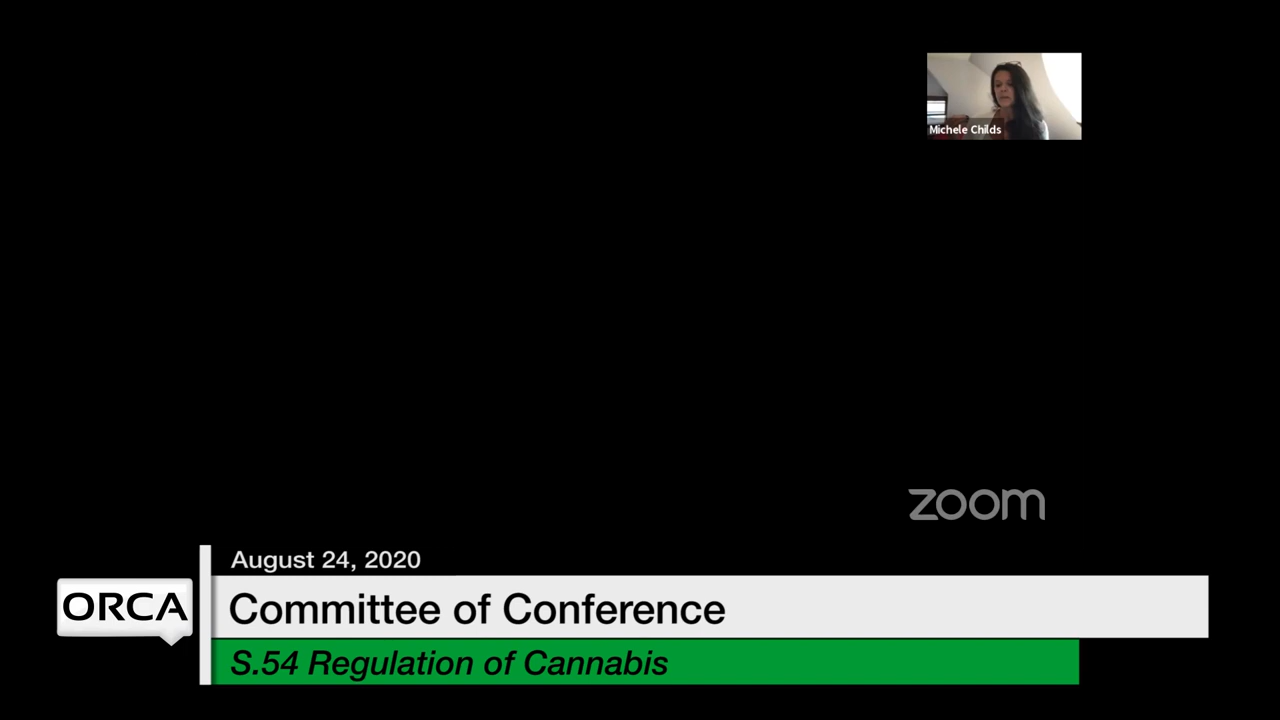 Michele Childs
zoom
August 24, 2020
ORCA
Committee of Conference
S.54 Regulation of Cannabis